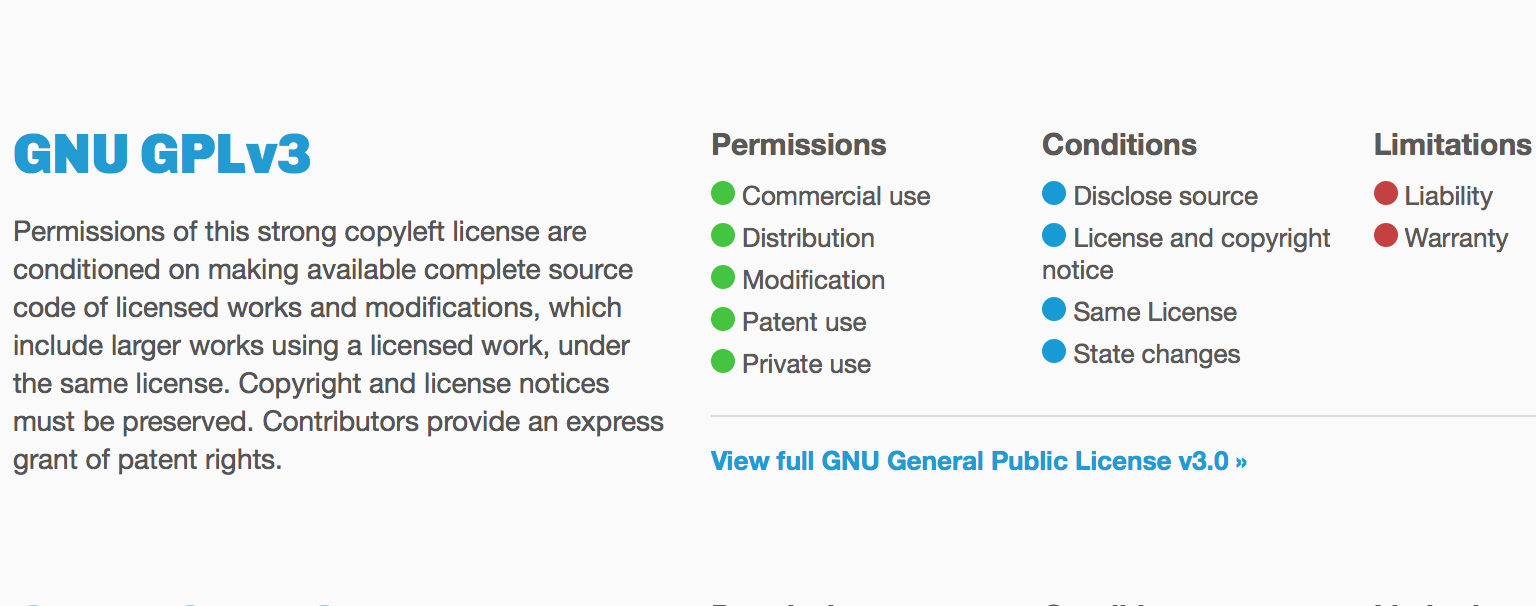 GNU GPLv3
Permissions of this strong copyleft license are
conditioned on making available complete source
code of licensed works and modifications, which
include larger works using a licensed work, under
the same license. Copyright and license notices
must be preserved. Contributors provide an express
grant of patent rights.
Permissions
Commercial use
Distribution
Modification
Patent use
Private use
Conditions
Disclose source
License and copyright
notice
Same License
State changes
Limitations
Liability
Warranty
View full GNU General Public License v3.0 »